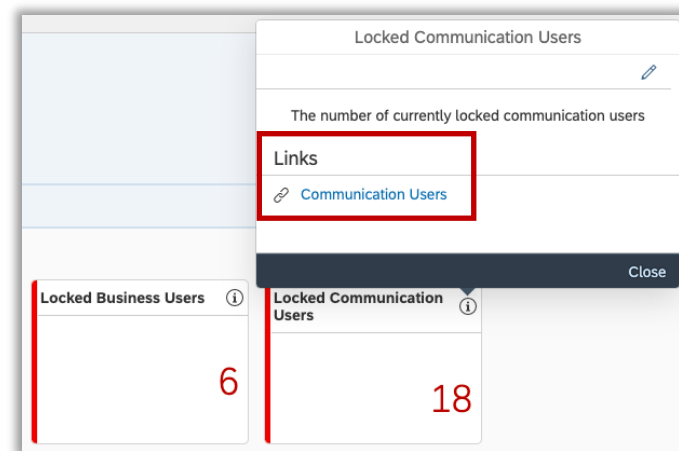 Locked Communication Users
The number of currently locked communication users
Links
Communication Users
Close
Locked Business Users
6
Locked Communication
Users
18